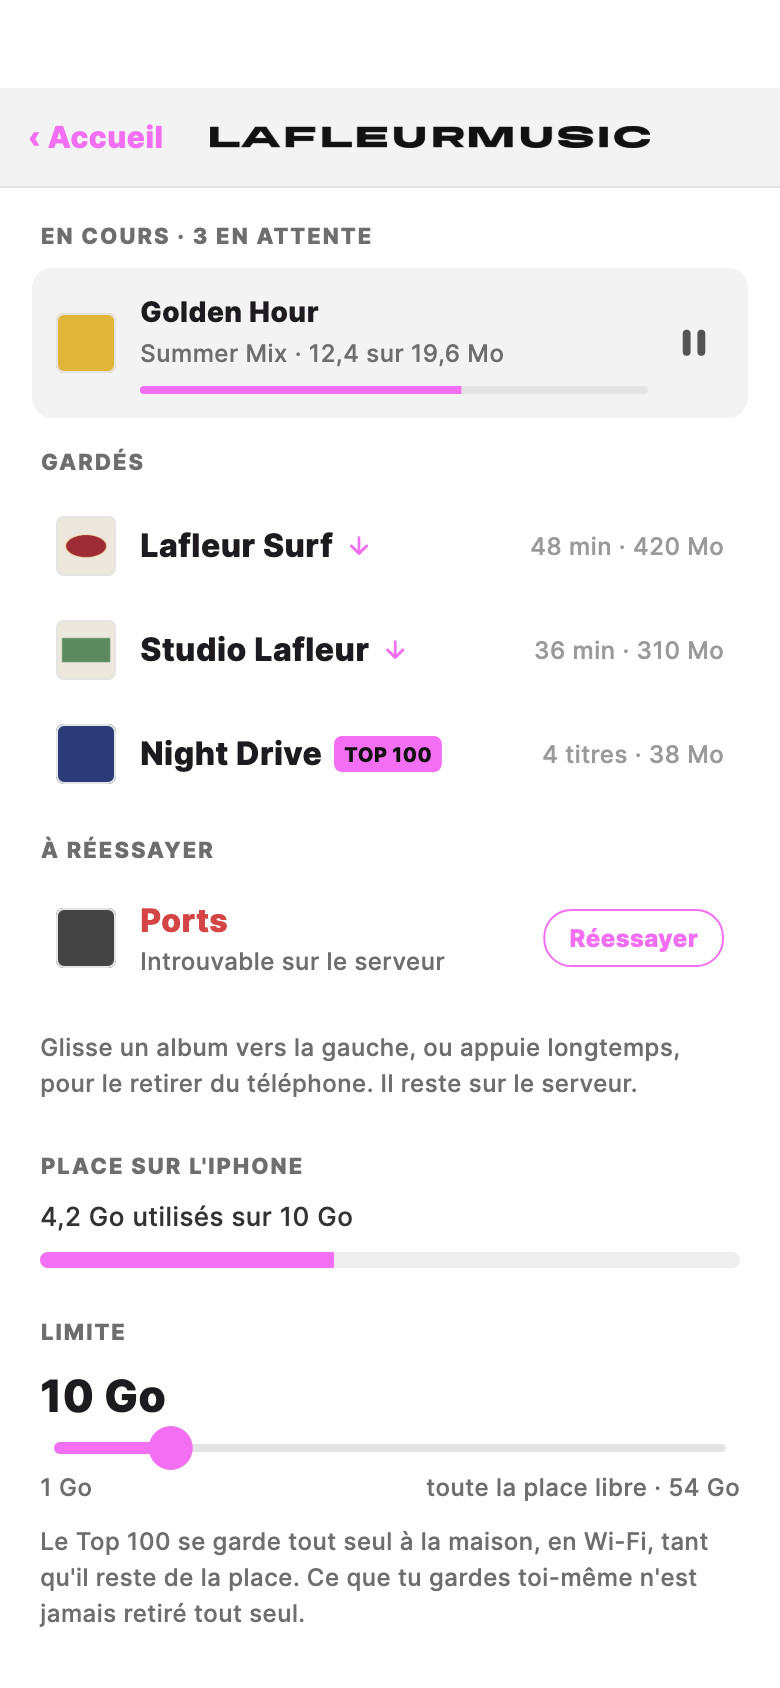 ‹ Accueil
LAFLEURMUSIC
EN COURS · 3 EN ATTENTE
Golden Hour
Summer Mix · 12,4 sur 19,6 Mo
GARDÉS
Lafleur Surf ↓
48 min · 420 Mo
Studio Lafleur ↓
36 min · 310 Mo
Night Drive TOP 100
4 titres · 38 Mo
À RÉESSAYER
Ports
Introuvable sur le serveur
Réessayer
Glisse un album vers la gauche, ou appuie longtemps,
pour le retirer du téléphone. Il reste sur le serveur.
PLACE SUR L'IPHONE
4,2 Go utilisés sur 10 Go
LIMITE
10 Go
1 Go
toute la place libre · 54 Go
Le Top 100 se garde tout seul à la maison, en Wi-Fi, tant
qu'il reste de la place. Ce que tu gardes toi-même n'est
jamais retiré tout seul.